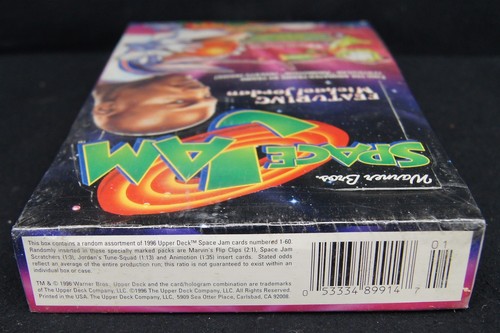 FEATURING
Michael Jordan
SPACE JAM
Warner Bros.
This box contains a random assortment of 1996 Upper Deck™ Space Jam cards numbered 1-60.
Randomly inserted in those specially marked packs are Marvin's Flip Clips (2:1), Space Jam
Scratchers (1:3), Jordan's Tune-Squad (1:13) and Animation (1:35) insert cards. Stated odds
reflect an average of the entire production run; this ratio is not guaranteed to exist within an
individual box or case.
TM & © 1996 Warner Bros. Upper Deck and the card/hologram combination are trademarks
of The Upper Deck Company, LLC. ©1996 The Upper Deck Company, LLC. All Rights Reserved.
Printed in the USA. The Upper Deck Company, LLC, 5909 Sea Otter Place, Carlsbad, CA 92008.
01
0 53334 89914 7